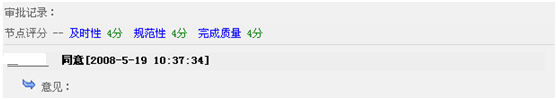 审批记录：
节点评分 -- 及时性 4分 规范性 4分 完成质量 4分
同意[2008-5-19 10:37:34]
意见：